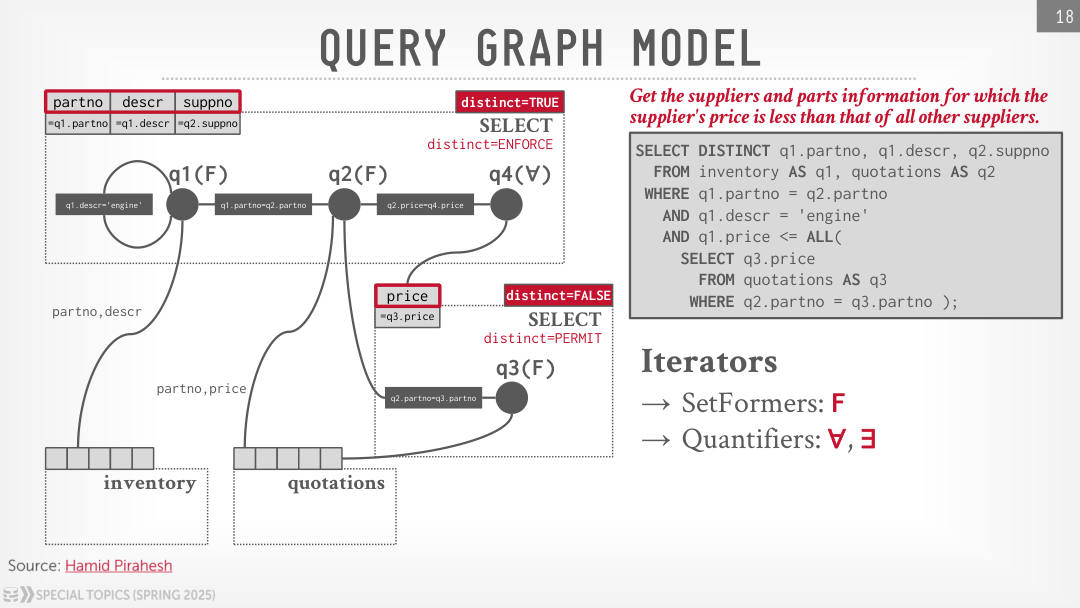 18
QUERY GRAPH MODEL
partno descr suppno
=q1.partno =q1.descr =q2.suppno
distinct=TRUE
SELECT
distinct=ENFORCE
q1(F) q2(F) q4(∀)
q1.descr='engine' q1.partno=q2.partno q2.price=q4.price
partno,descr
price
=q3.price
distinct=FALSE
SELECT
distinct=PERMIT
q3(F)
partno,price
q2.partno=q3.partno
inventory
quotations
Get the suppliers and parts information for which the
supplier's price is less than that of all other suppliers.
SELECT DISTINCT q1.partno, q1.descr, q2.suppno
FROM inventory AS q1, quotations AS q2
WHERE q1.partno = q2.partno
AND q1.descr = 'engine'
AND q1.price <= ALL(
SELECT q3.price
FROM quotations AS q3
WHERE q2.partno = q3.partno );
Iterators
→ SetFormers: F
→ Quantifiers: ∀, ∃
Source: Hamid Pirahesh
SPECIAL TOPICS (SPRING 2025)